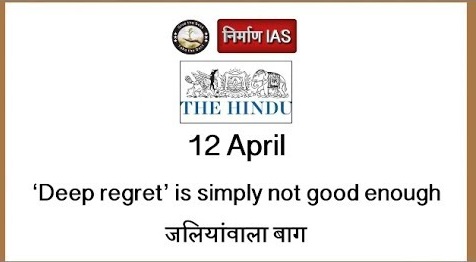 निर्माण IAS
THE HINDU
12 April
‘Deep regret’ is simply not good enough
जलियांवाला बाग